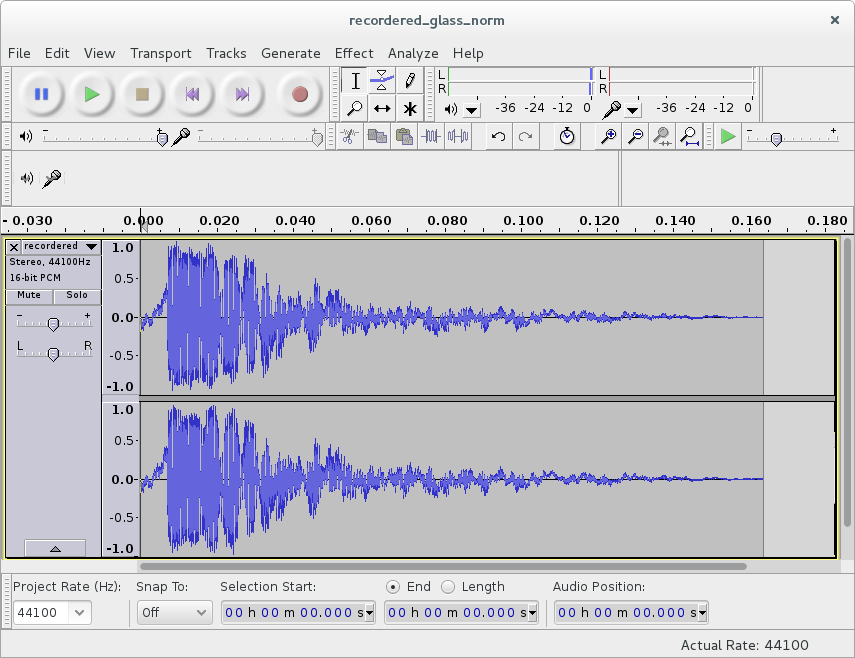 recordered_glass_norm
File Edit View Transport Tracks Generate Effect Analyze Help
L
R
-36 -24 -12 0
L
R
-36 -24 -12 0
- +
- +
- +
- 0.030 0.000 0.020 0.040 0.060 0.080 0.100 0.120 0.140 0.160 0.180
recordered
Stereo, 44100Hz
16-bit PCM
Mute Solo
- +
L R
1.0
0.5-
0.0-
-0.5-
-1.0
1.0
0.5-
0.0-
-0.5-
-1.0
Project Rate (Hz): Snap To: Selection Start: End Length Audio Position:
44100 Off 00 h 00 m 00.000 s 00 h 00 m 00.000 s 00 h 00 m 00.000 s
Actual Rate: 44100